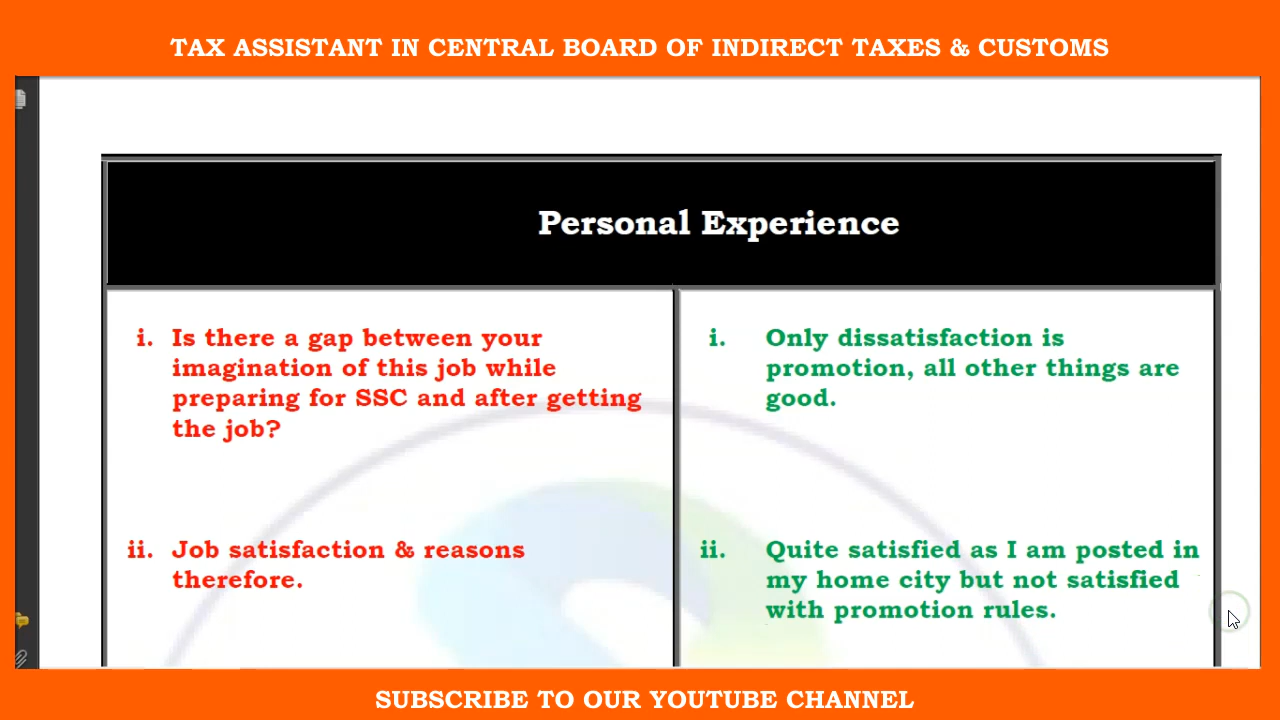 TAX ASSISTANT IN CENTRAL BOARD OF INDIRECT TAXES & CUSTOMS
Personal Experience
i. Is there a gap between your
imagination of this job while
preparing for SSC and after getting
the job?
i. Only dissatisfaction is
promotion, all other things are
good.
ii. Job satisfaction & reasons
therefore.
ii. Quite satisfied as I am posted in
my home city but not satisfied
with promotion rules.
SUBSCRIBE TO OUR YOUTUBE CHANNEL